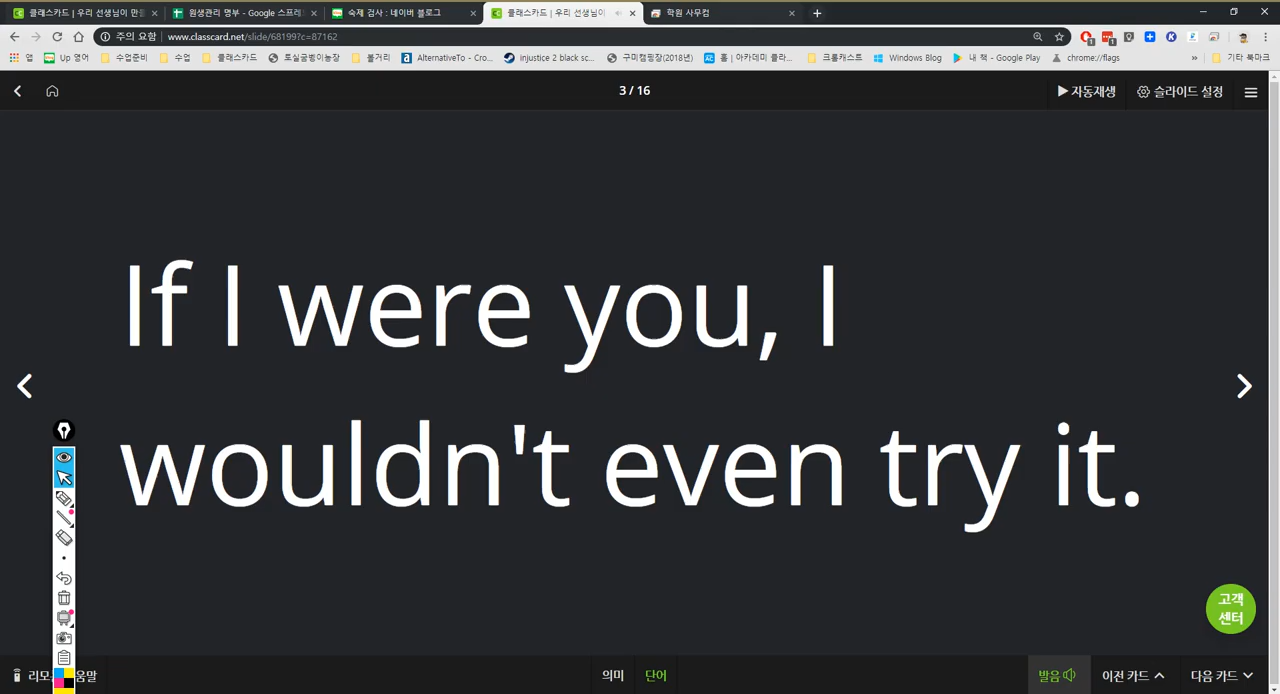 클래스카드 | 우리 선생님이 만든
원생관리 명부 - Google 스프레
숙제 검사 : 네이버 블로그
클래스카드 | 우리 선생님이
학원 사무컴
주의 요함 | www.classcard.net/slide/68199?c=87162
앱
Up 영어
수업준비
수업
클래스카드
토실곰벵이농장
볼거리
AlternativeTo - Cro...
Injustice 2 black sc...
구미캠핑장(2018년)
홈 | 아카데미 플라...
크롬캐스트
Windows Blog
내 책 - Google Play
chrome://flags
»
기타 북마크
3 / 16
자동재생
슬라이드 설정
If I were you, I
wouldn't even try it.
고객
센터
움말
의미
단어
발음
이전 카드
다음 카드